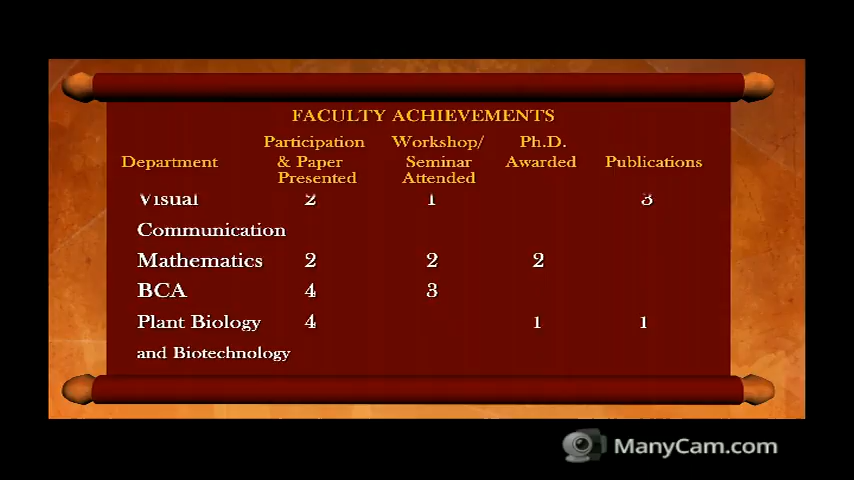 FACULTY ACHIEVEMENTS
Participation Workshop/ Ph.D.
Department & Paper Seminar Awarded Publications
Presented Attended
Visual 2 1 3
Communication
Mathematics 2 2 2
BCA 4 3
Plant Biology 4 1 1
and Biotechnology
ManyCam.com